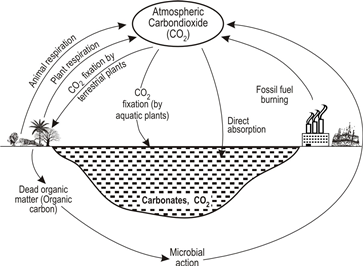 Atmospheric
Carbondioxide
(CO2)
Animal respiration
Plant respiration
CO2 fixation by
terrestrial plants
CO2
fixation (by
aquatic plants)
Direct
absorption
Fossil fuel
burning
Dead organic
matter (Organic
carbon)
Carbonates, CO2
Microbial
action